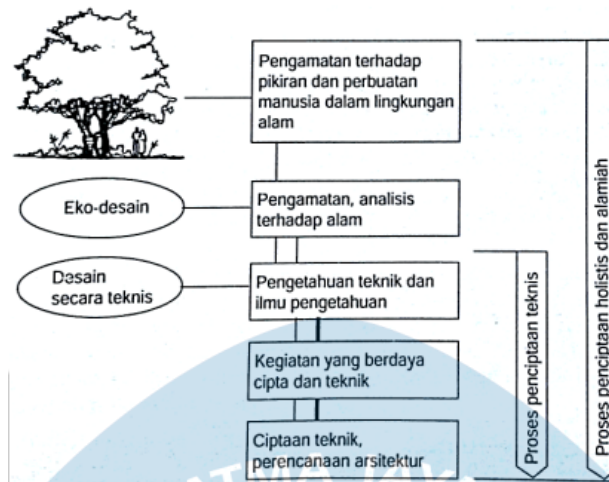 Pengamatan terhadap
pikiran dan perbuatan
manusia dalam lingkungan
alam
Eko-desain
Pengamatan, analisis
terhadap alam
Desain
secara teknis
Pengetahuan teknik dan
ilmu pengetahuan
Kegiatan yang berdaya
cipta dan teknik
Ciptaan teknik,
perencanaan arsitektur
Proses penciptaan teknis
Proses penciptaan holistis dan alamiah